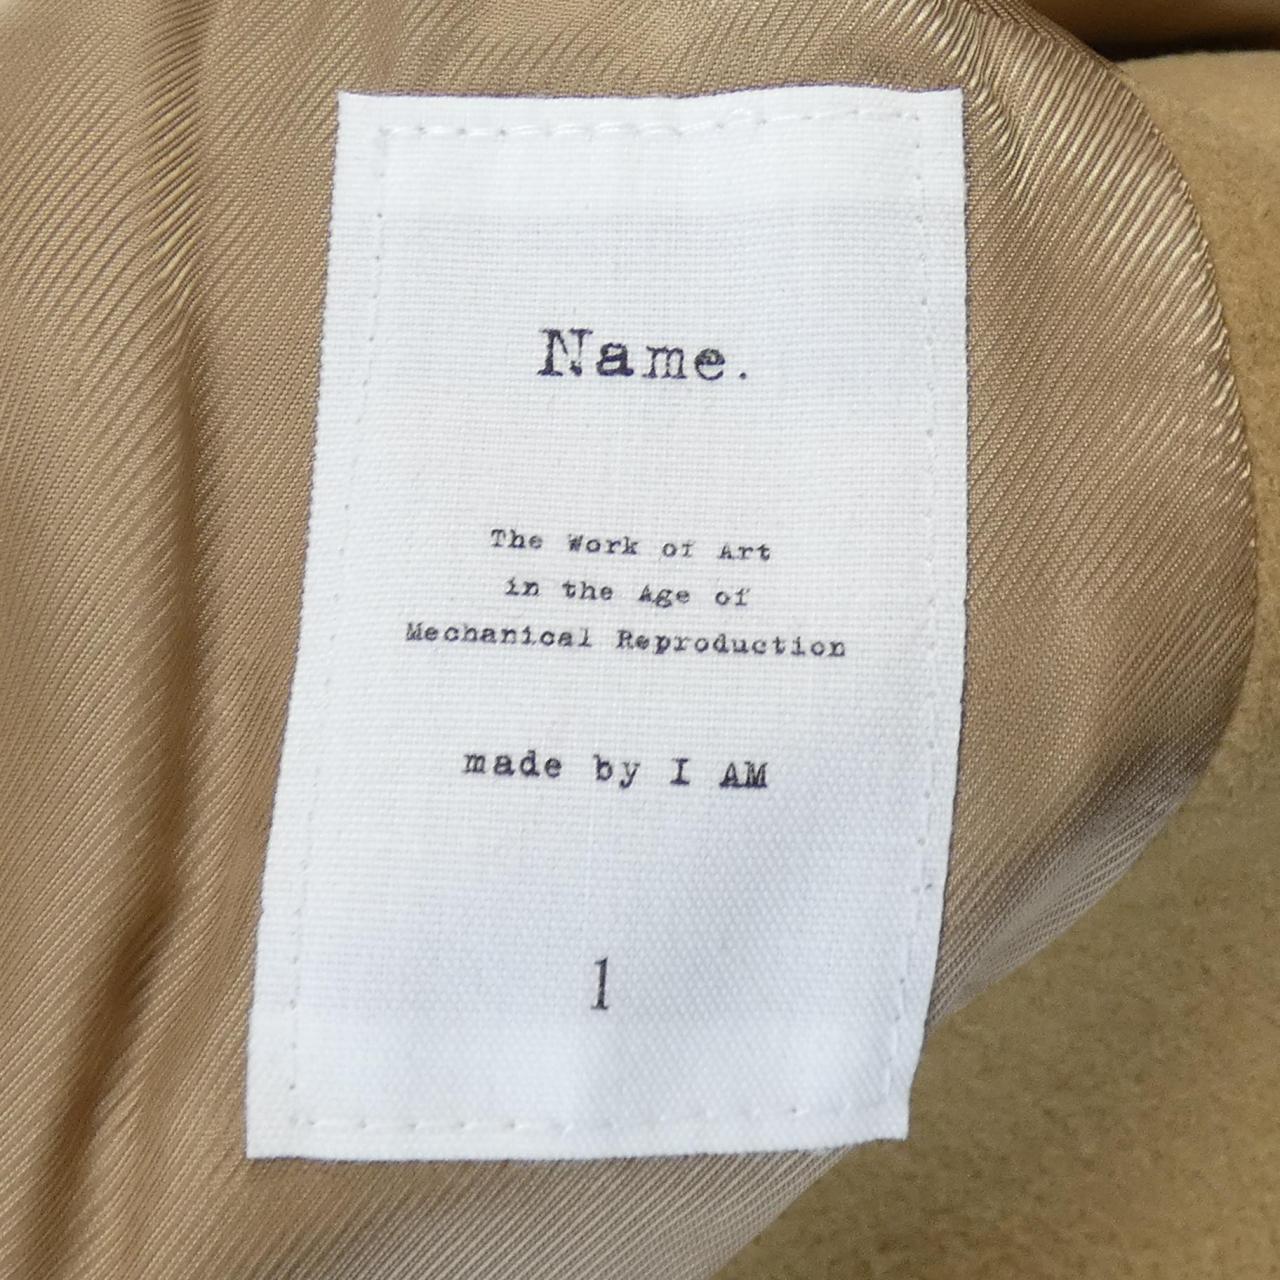 Name.
The Work of Art
in the Age of
Mechanical Reproduction
made by I AM
1